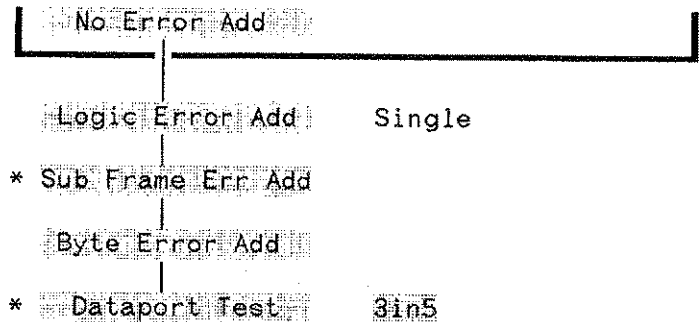 No Error Add
Logic Error Add Single
* Sub Frame Err Add
Byte Error Add
* Dataport Test 3in5